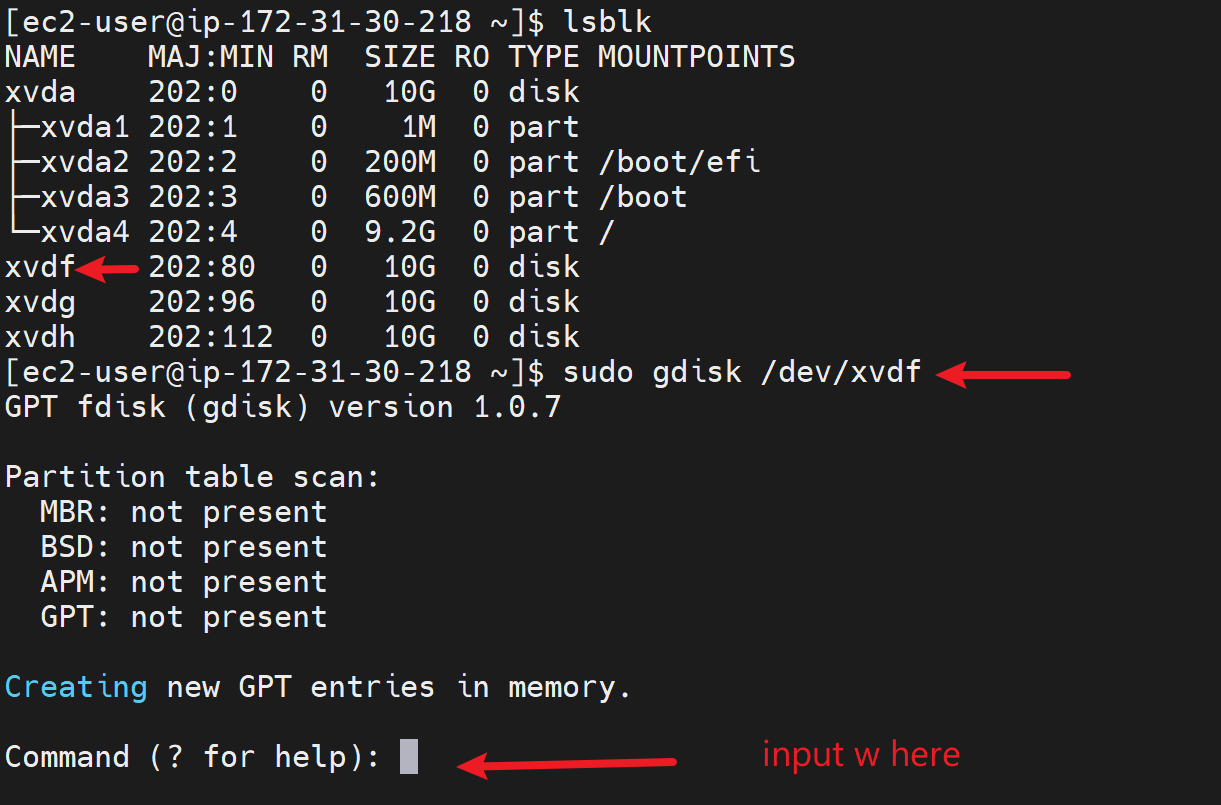 [ec2-user@ip-172-31-30-218 ~]$ lsblk
NAME    MAJ:MIN RM  SIZE RO TYPE MOUNTPOINTS
xvda    202:0    0   10G  0 disk
├─xvda1 202:1    0    1M  0 part
├─xvda2 202:2    0  200M  0 part /boot/efi
├─xvda3 202:3    0  600M  0 part /boot
└─xvda4 202:4    0  9.2G  0 part /
xvdf    202:80   0   10G  0 disk
xvdg    202:96   0   10G  0 disk
xvdh    202:112  0   10G  0 disk
[ec2-user@ip-172-31-30-218 ~]$ sudo gdisk /dev/xvdf
GPT fdisk (gdisk) version 1.0.7
Partition table scan:
  MBR: not present
  BSD: not present
  APM: not present
  GPT: not present
Creating new GPT entries in memory.
Command (? for help):
input w here